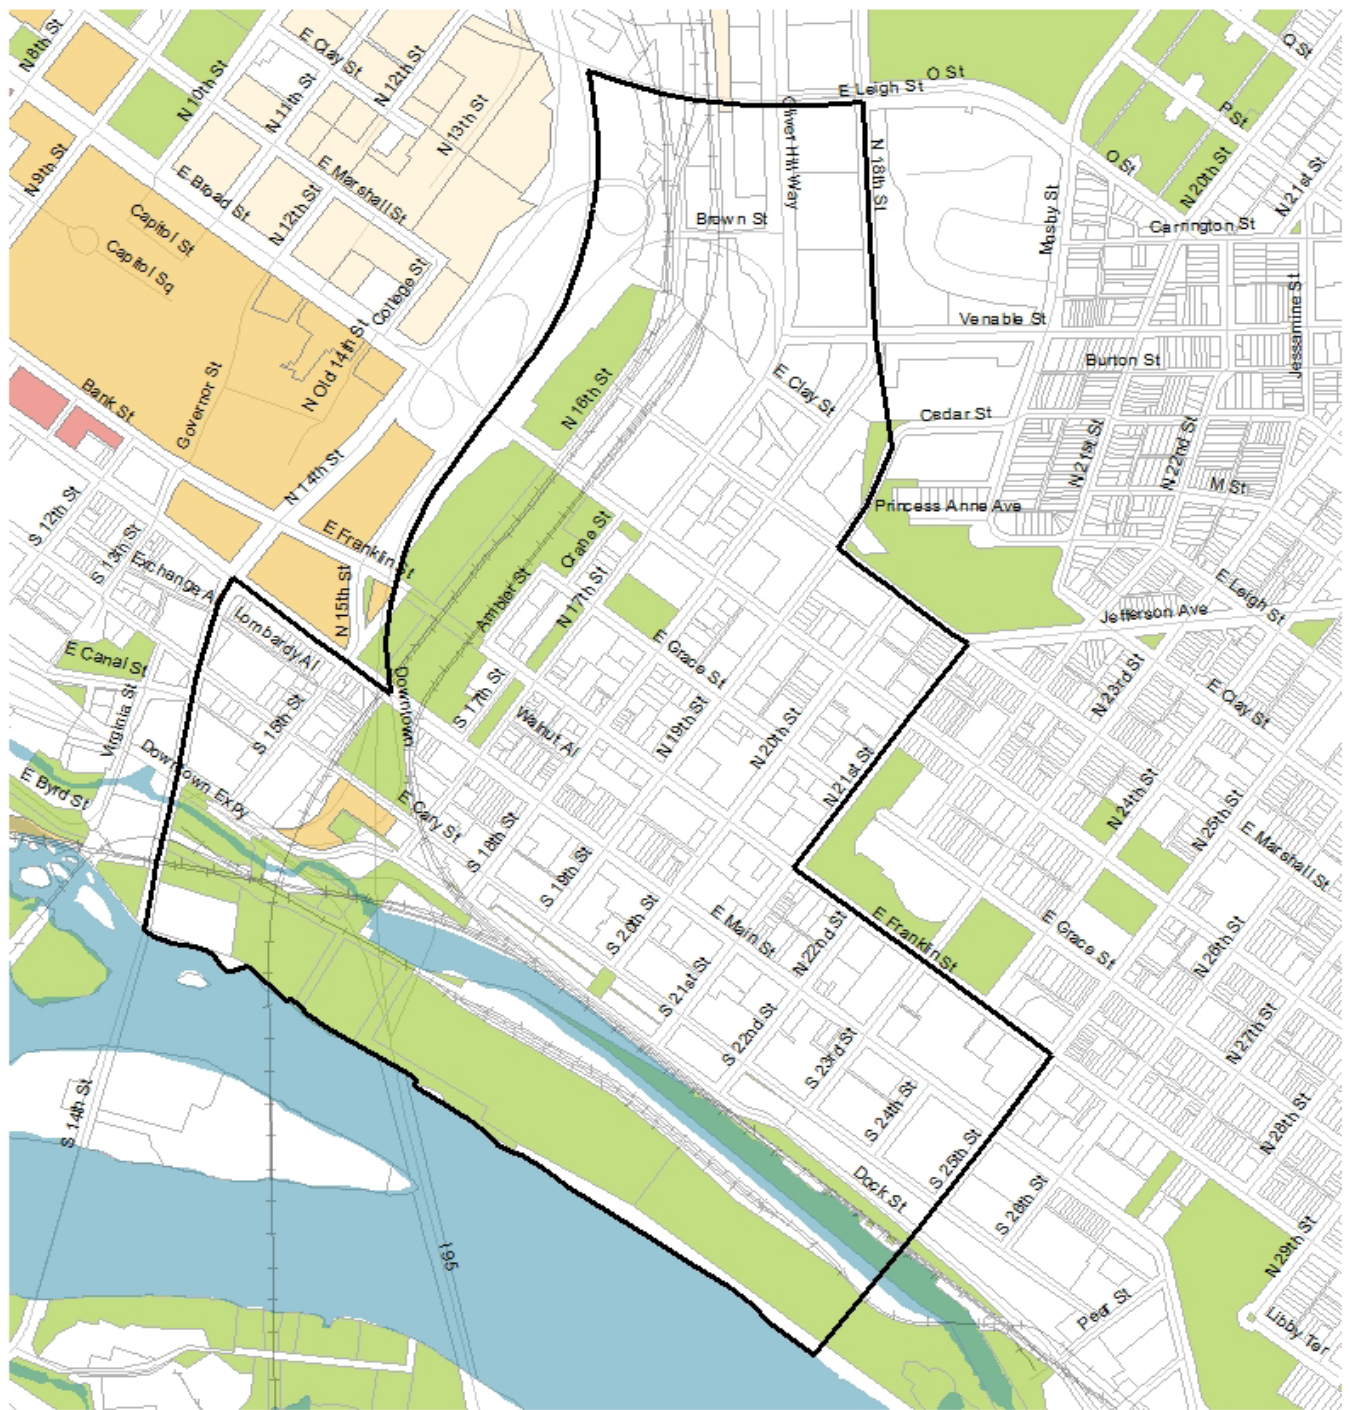 N 8th St
E Clay St
N 12th St
Q St
N 10th St
N 11th St
O St
E Leigh St
P St
N 13th St
N 9th St
E Broad St
E Marshall St
N 12th St
Oliver Hill Way
N 18th St
O St
N 20th St
N 21st St
Capitol St
Capitol Sq
Brown St
Mosby St
Carrington St
College St
Venable St
Jessamine St
N Old 14th St
Burton St
Bank St
Governor St
N 16th St
E Clay St
Cedar St
N 21st St
N 22nd St
N 14th St
M St
S 12th St
S 13th St
E Franklin St
Crane St
Princess Anne Ave
Exchange Al
N 15th St
Ambler St
N 17th St
E Leigh St
Jefferson Ave
Lombardy Al
E Canal St
E Grace St
N 23rd St
E Clay St
Virginia St
S 15th St
Downtown
S 17th St
Walnut Al
N 19th St
N 20th St
N 21st St
Downtown Expy
E Byrd St
E Cary St
S 18th St
N 24th St
N 25th St
E Marshall St
S 19th St
S 20th St
E Main St
N 22nd St
E Franklin St
E Grace St
N 26th St
S 21st St
S 22nd St
S 23rd St
N 27th St
S 14th St
S 24th St
N 28th St
S 25th St
Dock St
S 26th St
I 95
N 29th St
Pear St
Libby Ter